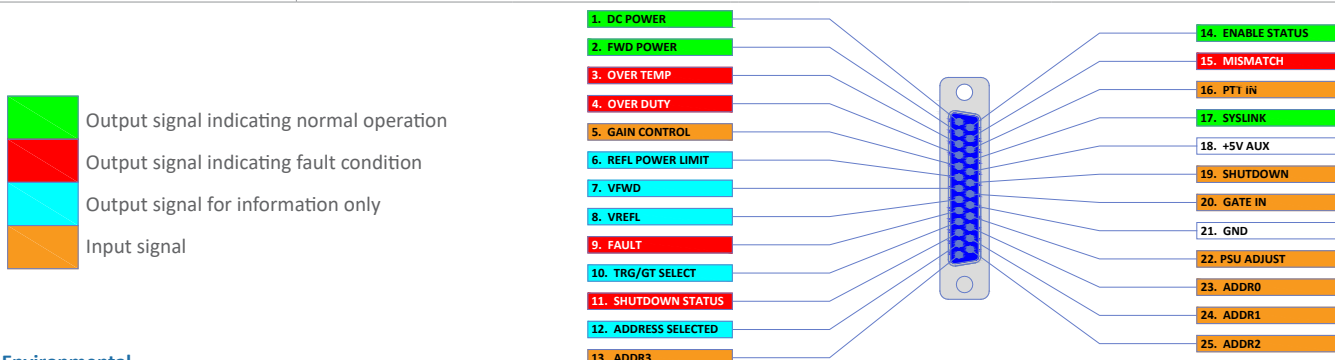 Output signal indicating normal operation
Output signal indicating fault condition
Output signal for information only
Input signal
1. DC POWER
2. FWD POWER
3. OVER TEMP
4. OVER DUTY
5. GAIN CONTROL
6. REFL POWER LIMIT
7. VFWD
8. VREFL
9. FAULT
10. TRG/GT SELECT
11. SHUTDOWN STATUS
12. ADDRESS SELECTED
13. ADDR3
14. ENABLE STATUS
15. MISMATCH
16. PTT IN
17. SYSLINK
18. +5V AUX
19. SHUTDOWN
20. GATE IN
21. GND
22. PSU ADJUST
23. ADDR0
24. ADDR1
25. ADDR2
Environmental